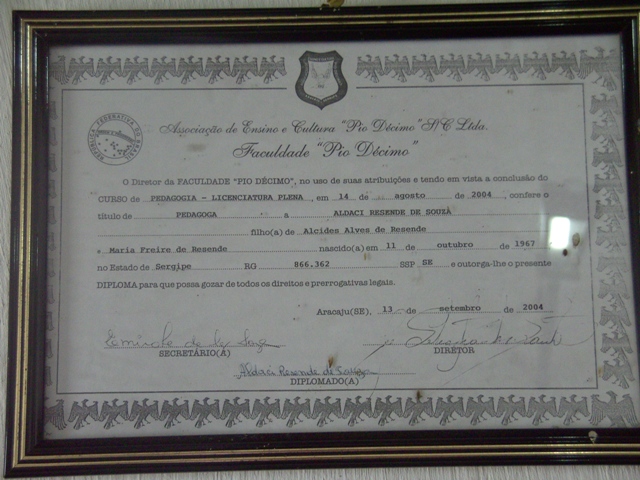 REPÚBLICA FEDERATIVA DO BRASIL
Associação de Ensino e Cultura "Pio Décimo" S/C Ltda.
Faculdade "Pio Décimo"
O Diretor da FACULDADE "PIO DÉCIMO", no uso de suas atribuições e tendo em vista a conclusão do
CURSO de PEDAGOGIA - LICENCIATURA PLENA, em 14 de agosto de 2004, confere o
título de PEDAGOGA a ALDACI RESENDE DE SOUZA
filho(a) de Alcides Alves de Resende
e Maria Freire de Resende nascido(a) em 11 de outubro de 1967
no Estado de Sergipe RG 866.362 SSP SE e outorga-lhe o presente
DIPLOMA para que possa gozar de todos os direitos e prerrogativas legais.
Aracaju(SE), 13 de setembro de 2004
SECRETÁRIO(A)
DIRETOR
Aldaci Resende de Souza
DIPLOMADO(A)